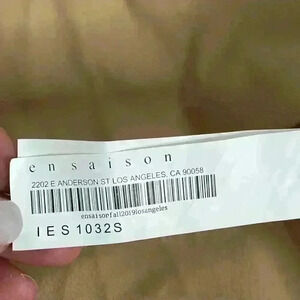 ensaison
2202 E ANDERSON ST LOS ANGELES, CA 90058
ensaisonfall2019losangeles
IES1032S